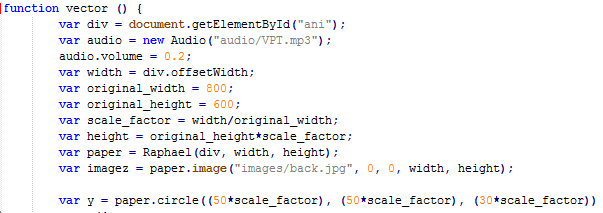 function vector () {
var div = document.getElementById("ani");
var audio = new Audio("audio/VPT.mp3");
audio.volume = 0.2;
var width = div.offsetWidth;
var original_width = 800;
var original_height = 600;
var scale_factor = width/original_width;
var height = original_height*scale_factor;
var paper = Raphael(div, width, height);
var imagez = paper.image("images/back.jpg", 0, 0, width, height);
var y = paper.circle((50*scale_factor), (50*scale_factor), (30*scale_factor))